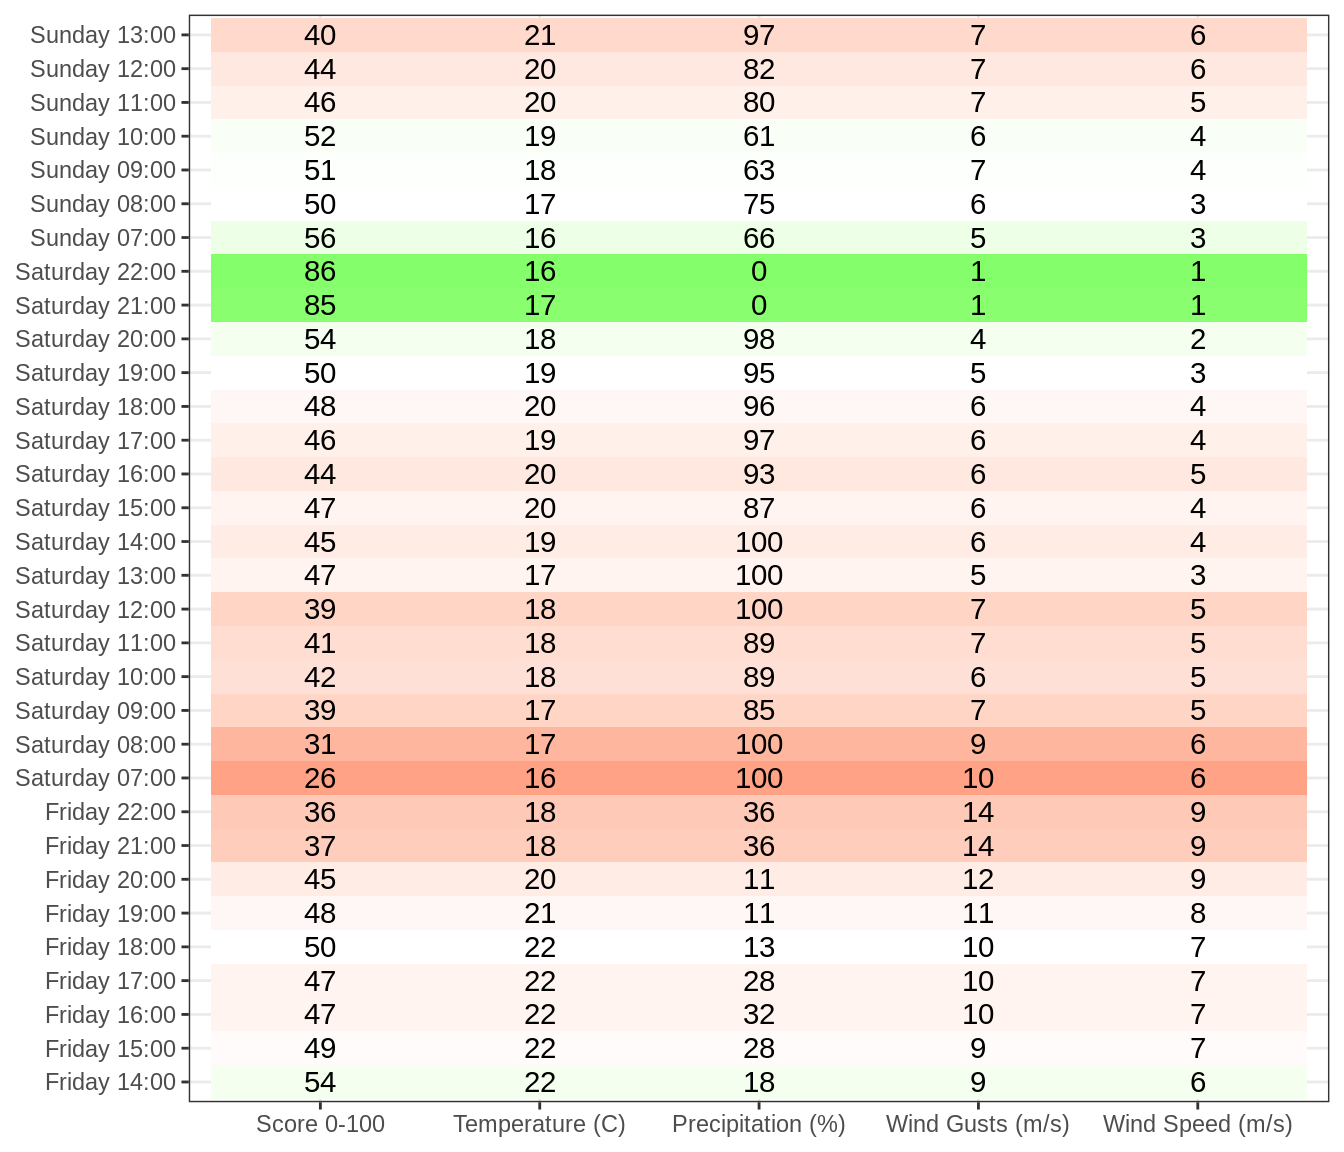 Sunday 13:00 40 21 97 7 6
Sunday 12:00 44 20 82 7 6
Sunday 11:00 46 20 80 7 5
Sunday 10:00 52 19 61 6 4
Sunday 09:00 51 18 63 7 4
Sunday 08:00 50 17 75 6 3
Sunday 07:00 56 16 66 5 3
Saturday 22:00 86 16 0 1 1
Saturday 21:00 85 17 0 1 1
Saturday 20:00 54 18 98 4 2
Saturday 19:00 50 19 95 5 3
Saturday 18:00 48 20 96 6 4
Saturday 17:00 46 19 97 6 4
Saturday 16:00 44 20 93 6 5
Saturday 15:00 47 20 87 6 4
Saturday 14:00 45 19 100 6 4
Saturday 13:00 47 17 100 5 3
Saturday 12:00 39 18 100 7 5
Saturday 11:00 41 18 89 7 5
Saturday 10:00 42 18 89 6 5
Saturday 09:00 39 17 85 7 5
Saturday 08:00 31 17 100 9 6
Saturday 07:00 26 16 100 10 6
Friday 22:00 36 18 36 14 9
Friday 21:00 37 18 36 14 9
Friday 20:00 45 20 11 12 9
Friday 19:00 48 21 11 11 8
Friday 18:00 50 22 13 10 7
Friday 17:00 47 22 28 10 7
Friday 16:00 47 22 32 10 7
Friday 15:00 49 22 28 9 7
Friday 14:00 54 22 18 9 6
Score 0-100 Temperature (C) Precipitation (%) Wind Gusts (m/s) Wind Speed (m/s)